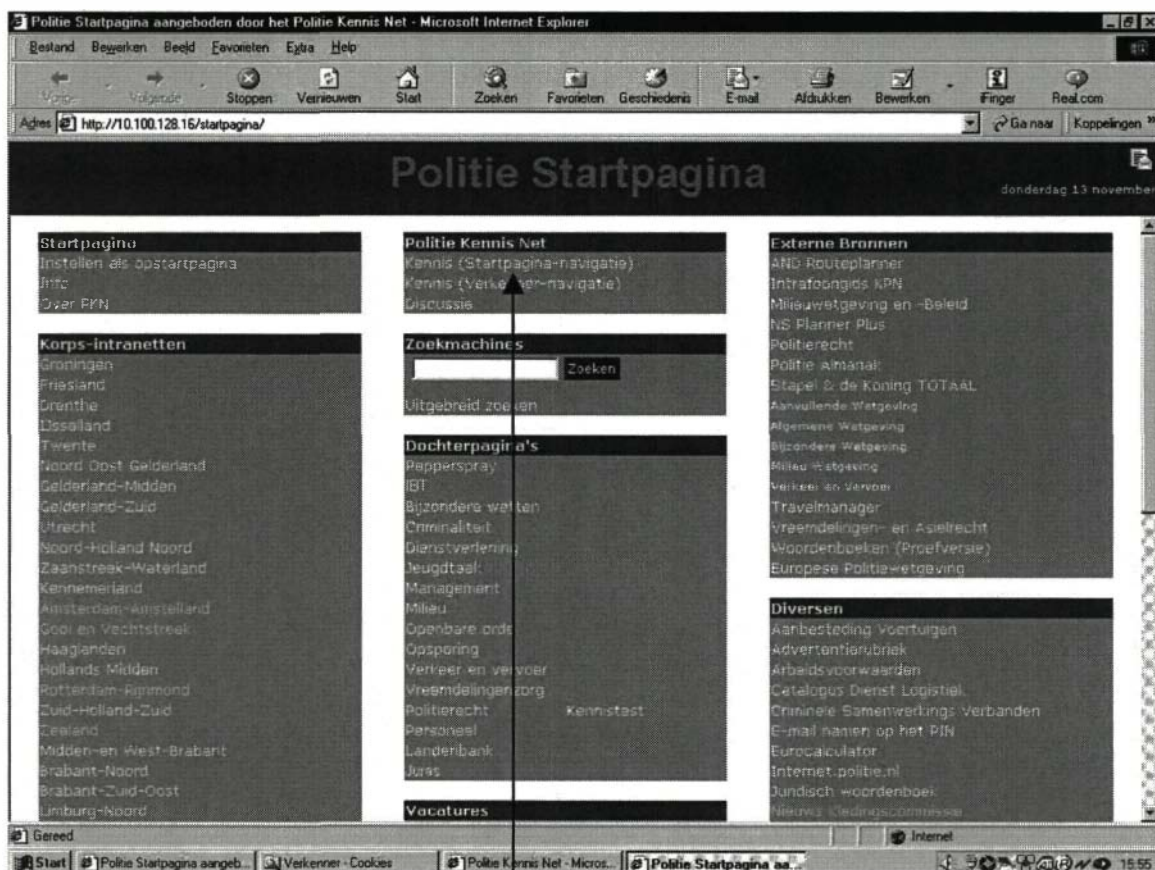 Politie Startpagina aangeboden door het Politie Kennis Net - Microsoft Internet Explorer
Bestand Bewerken Beeld Favorieten Extra Help
Vorige Volgende Stoppen Vernieuwen Start Zoeken Favorieten Geschiedenis E-mail Afdrukken Bewerken iFinger Real.com
Adres http://10.100.128.16/startpagina/ Ga naar Koppelingen »
Politie Startpagina
donderdag 13 november
Startpagina
Instellen als opstartpagina
Info
Over PKN
Korps-intranetten
Groningen
Friesland
Drenthe
IJsselland
Twente
Noord Oost Gelderland
Gelderland-Midden
Gelderland-Zuid
Utrecht
Noord-Holland Noord
Zaanstreek-Waterland
Kennemerland
Amsterdam-Amstelland
Gooi en Vechtstreek
Haaglanden
Hollands Midden
Rotterdam-Rijnmond
Zuid-Holland-Zuid
Zeeland
Midden-en West-Brabant
Brabant-Noord
Brabant-Zuid-Oost
Limburg-Noord
Politie Kennis Net
Kennis (Startpagina-navigatie)
Kennis (Verkenner-navigatie)
Discussie
Zoekmachines
Zoeken
Uitgebreid zoeken
Dochterpagina's
Pepperspray
IBT
Bijzondere wetten
Criminaliteit
Dienstverlening
Jeugdtaak
Management
Milieu
Openbare orde
Opsporing
Verkeer en vervoer
Vreemdelingenzorg
Politierecht Kennistest
Personeel
Landenbank
Juras
Vacatures
Externe Bronnen
AND Routeplanner
Intrafoongids KPN
Milieuwetgeving en -Beleid
NS Planner Plus
Politierecht
Politie Almanak
Stapel & de Koning TOTAAL
Aanvullende Wetgeving
Algemene Wetgeving
Bijzondere Wetgeving
Milieu Wetgeving
Verkeer en Vervoer
Travelmanager
Vreemdelingen- en Asielrecht
Woordenboeken (Proefversie)
Europese Politiewetgeving
Diversen
Aanbesteding Voertuigen
Advertentierubriek
Arbeidsvoorwaarden
Catalogus Dienst Logistiek
Criminele Samenwerkings Verbanden
E-mail namen op het PIN
Eurocalculator
Internet.politie.nl
Juridisch woordenboek
Nieuws Kledingcommissie
Gereed Internet
Start Politie Startpagina aangeb... Verkenner - Cookies Politie Kennis Net - Micros... Politie Startpagina aa... 15:55